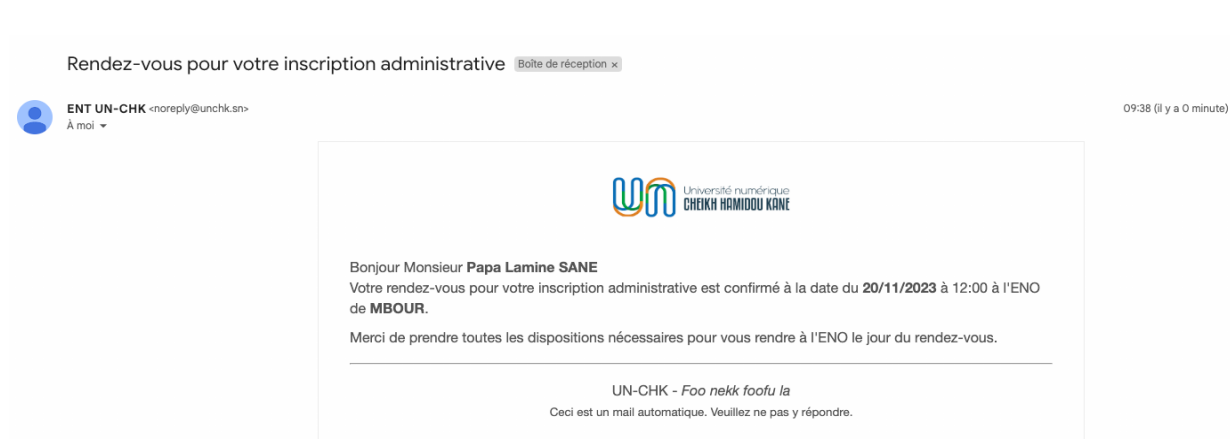 Rendez-vous pour votre inscription administrative Boîte de réception ×
ENT UN-CHK <noreply@unchk.sn>
09:38 (il y a 0 minute)
À moi
Université numérique
CHEIKH HAMIDOU KANE
Bonjour Monsieur Papa Lamine SANE
Votre rendez-vous pour votre inscription administrative est confirmé à la date du 20/11/2023 à 12:00 à l'ENO
de MBOUR.
Merci de prendre toutes les dispositions nécessaires pour vous rendre à l'ENO le jour du rendez-vous.
UN-CHK - Foo nekk foofu la
Ceci est un mail automatique. Veuillez ne pas y répondre.